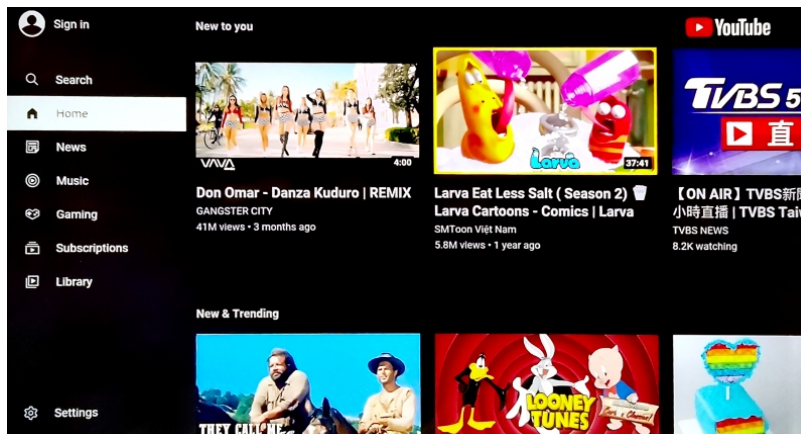 Sign in
New to you
YouTube
Search
Home
News
Music
Gaming
Subscriptions
Library
Settings
VAVA
4:00
Don Omar - Danza Kuduro | REMIX
GANGSTER CITY
41M views • 3 months ago
Larva
37:41
Larva Eat Less Salt ( Season 2) 
Larva Cartoons - Comics | Larva
SMToon Việt Nam
5.8M views • 1 year ago
TVBS 5
直
【ON AIR】TVBS新聞
小時直播 | TVBS Taiw
TVBS NEWS
8.2K watching
New & Trending
THEY CALL ME
LOONEY
TUNES